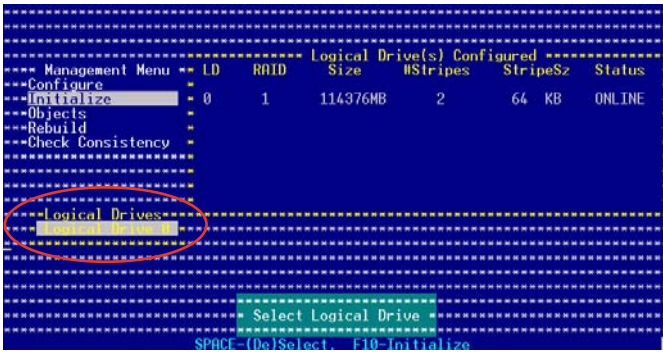 Logical Drive(s) Configured
Management Menu
LD RAID Size #Stripes StripeSz Status
Configure
Initialize
0 1 114376MB 2 64 KB ONLINE
Objects
Rebuild
Check Consistency
Logical Drives
Logical Drive 0
Select Logical Drive
SPACE-(De)Select, F10-Initialize